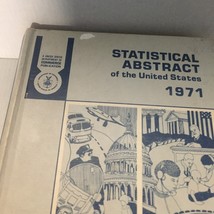 STATISTICAL
ABSTRACT
of the United States
1971